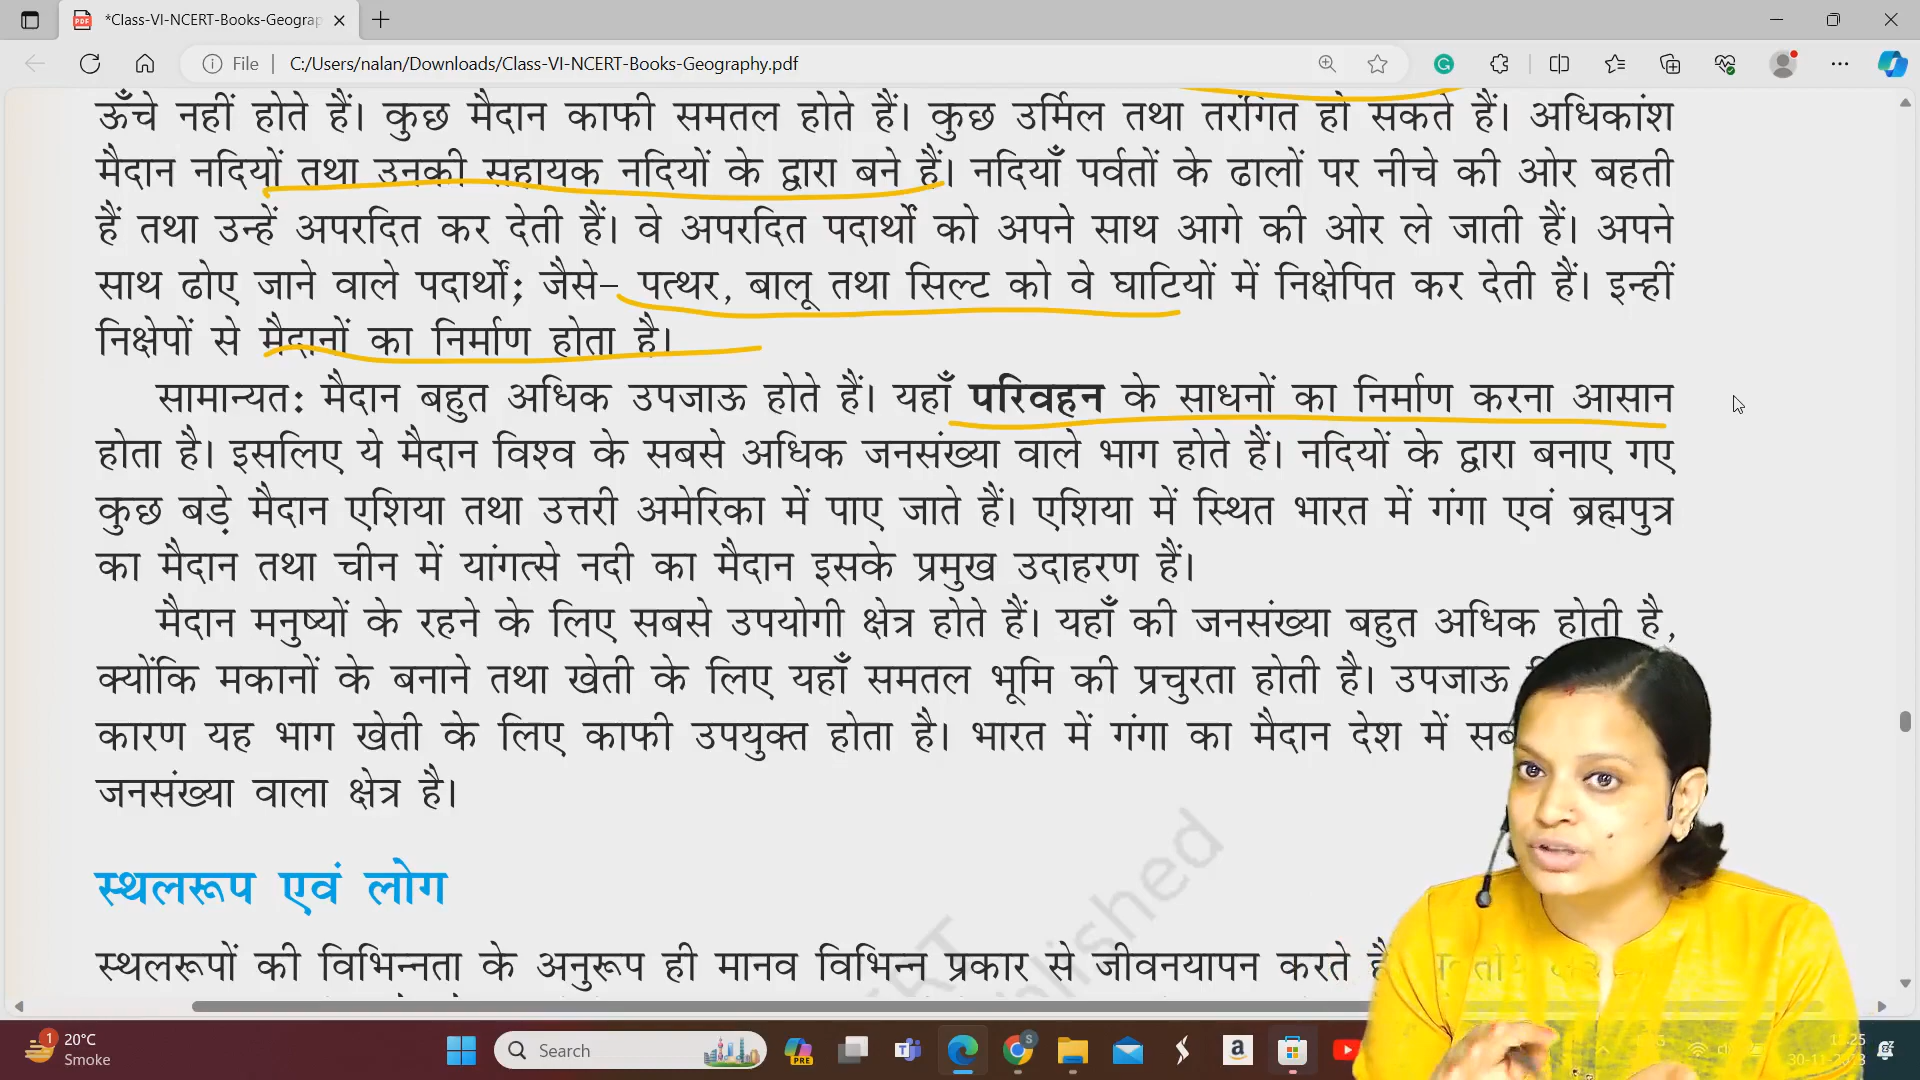 *Class-VI-NCERT-Books-Geograp
File
C:/Users/nalan/Downloads/Class-VI-NCERT-Books-Geography.pdf
ऊँचे नहीं होते हैं। कुछ मैदान काफी समतल होते हैं। कुछ उर्मिल तथा तरंगित हो सकते हैं। अधिकांश
मैदान नदियों तथा उनकी सहायक नदियों के द्वारा बने हैं। नदियाँ पर्वतों के ढालों पर नीचे की ओर बहती
हैं तथा उन्हें अपरदित कर देती हैं। वे अपरदित पदार्थों को अपने साथ आगे की ओर ले जाती हैं। अपने
साथ ढोए जाने वाले पदार्थों; जैसे– पत्थर, बालू तथा सिल्ट को वे घाटियों में निक्षेपित कर देती हैं। इन्हीं
निक्षेपों से मैदानों का निर्माण होता है।
सामान्यत: मैदान बहुत अधिक उपजाऊ होते हैं। यहाँ परिवहन के साधनों का निर्माण करना आसान
होता है। इसलिए ये मैदान विश्व के सबसे अधिक जनसंख्या वाले भाग होते हैं। नदियों के द्वारा बनाए गए
कुछ बड़े मैदान एशिया तथा उत्तरी अमेरिका में पाए जाते हैं। एशिया में स्थित भारत में गंगा एवं ब्रह्मपुत्र
का मैदान तथा चीन में यांगत्से नदी का मैदान इसके प्रमुख उदाहरण हैं।
मैदान मनुष्यों के रहने के लिए सबसे उपयोगी क्षेत्र होते हैं। यहाँ की जनसंख्या बहुत अधिक होती है,
क्योंकि मकानों के बनाने तथा खेती के लिए यहाँ समतल भूमि की प्रचुरता होती है। उपजाऊ
कारण यह भाग खेती के लिए काफी उपयुक्त होता है। भारत में गंगा का मैदान देश में
जनसंख्या वाला क्षेत्र है।
स्थलरूप एवं लोग
स्थलरूपों की विभिन्नता के अनुरूप ही मानव विभिन्न प्रकार से जीवनयापन करते
1
20°C
Smoke
Search
PRE